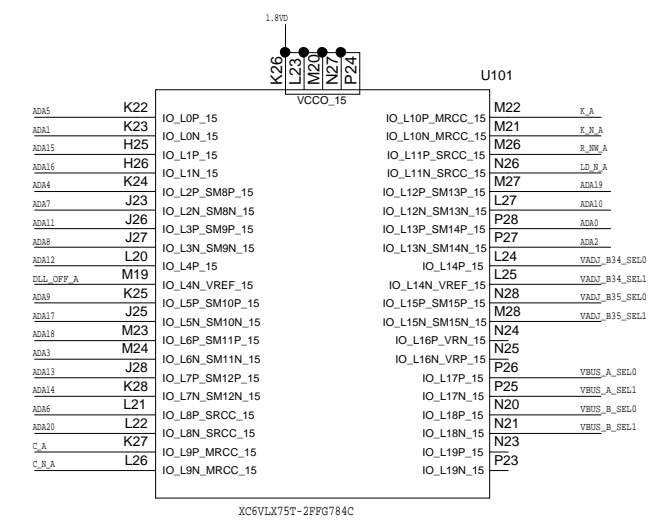 1.8VD
K26 L23 M20 N27 P24
U101
VCCO_15
ADA5 K22 IO_L0P_15 IO_L10P_MRCC_15 M22 K_A
ADA1 K23 IO_L0N_15 IO_L10N_MRCC_15 M21 K_N_A
ADA15 H25 IO_L1P_15 IO_L11P_SRCC_15 M26 R_NW_A
ADA16 H26 IO_L1N_15 IO_L11N_SRCC_15 N26 LD_N_A
ADA4 K24 IO_L2P_SM8P_15 IO_L12P_SM13P_15 M27 ADA19
ADA7 J23 IO_L2N_SM8N_15 IO_L12N_SM13N_15 L27 ADA10
ADA11 J26 IO_L3P_SM9P_15 IO_L13P_SM14P_15 P28 ADA0
ADA8 J27 IO_L3N_SM9N_15 IO_L13N_SM14N_15 P27 ADA2
ADA12 L20 IO_L4P_15 IO_L14P_15 L24 VADJ_B34_SEL0
DLL_OFF_A M19 IO_L4N_VREF_15 IO_L14N_VREF_15 L25 VADJ_B34_SEL1
ADA9 K25 IO_L5P_SM10P_15 IO_L15P_SM15P_15 N28 VADJ_B35_SEL0
ADA17 J25 IO_L5N_SM10N_15 IO_L15N_SM15N_15 M28 VADJ_B35_SEL1
ADA18 M23 IO_L6P_SM11P_15 IO_L16P_VRN_15 N24
ADA3 M24 IO_L6N_SM11N_15 IO_L16N_VRP_15 N25
ADA13 J28 IO_L7P_SM12P_15 IO_L17P_15 P26 VBUS_A_SEL0
ADA14 K28 IO_L7N_SM12N_15 IO_L17N_15 P25 VBUS_A_SEL1
ADA6 L21 IO_L8P_SRCC_15 IO_L18P_15 N20 VBUS_B_SEL0
ADA20 L22 IO_L8N_SRCC_15 IO_L18N_15 N21 VBUS_B_SEL1
C_A K27 IO_L9P_MRCC_15 IO_L19P_15 N23
C_N_A L26 IO_L9N_MRCC_15 IO_L19N_15 P23
XC6VLX75T-2FFG784C